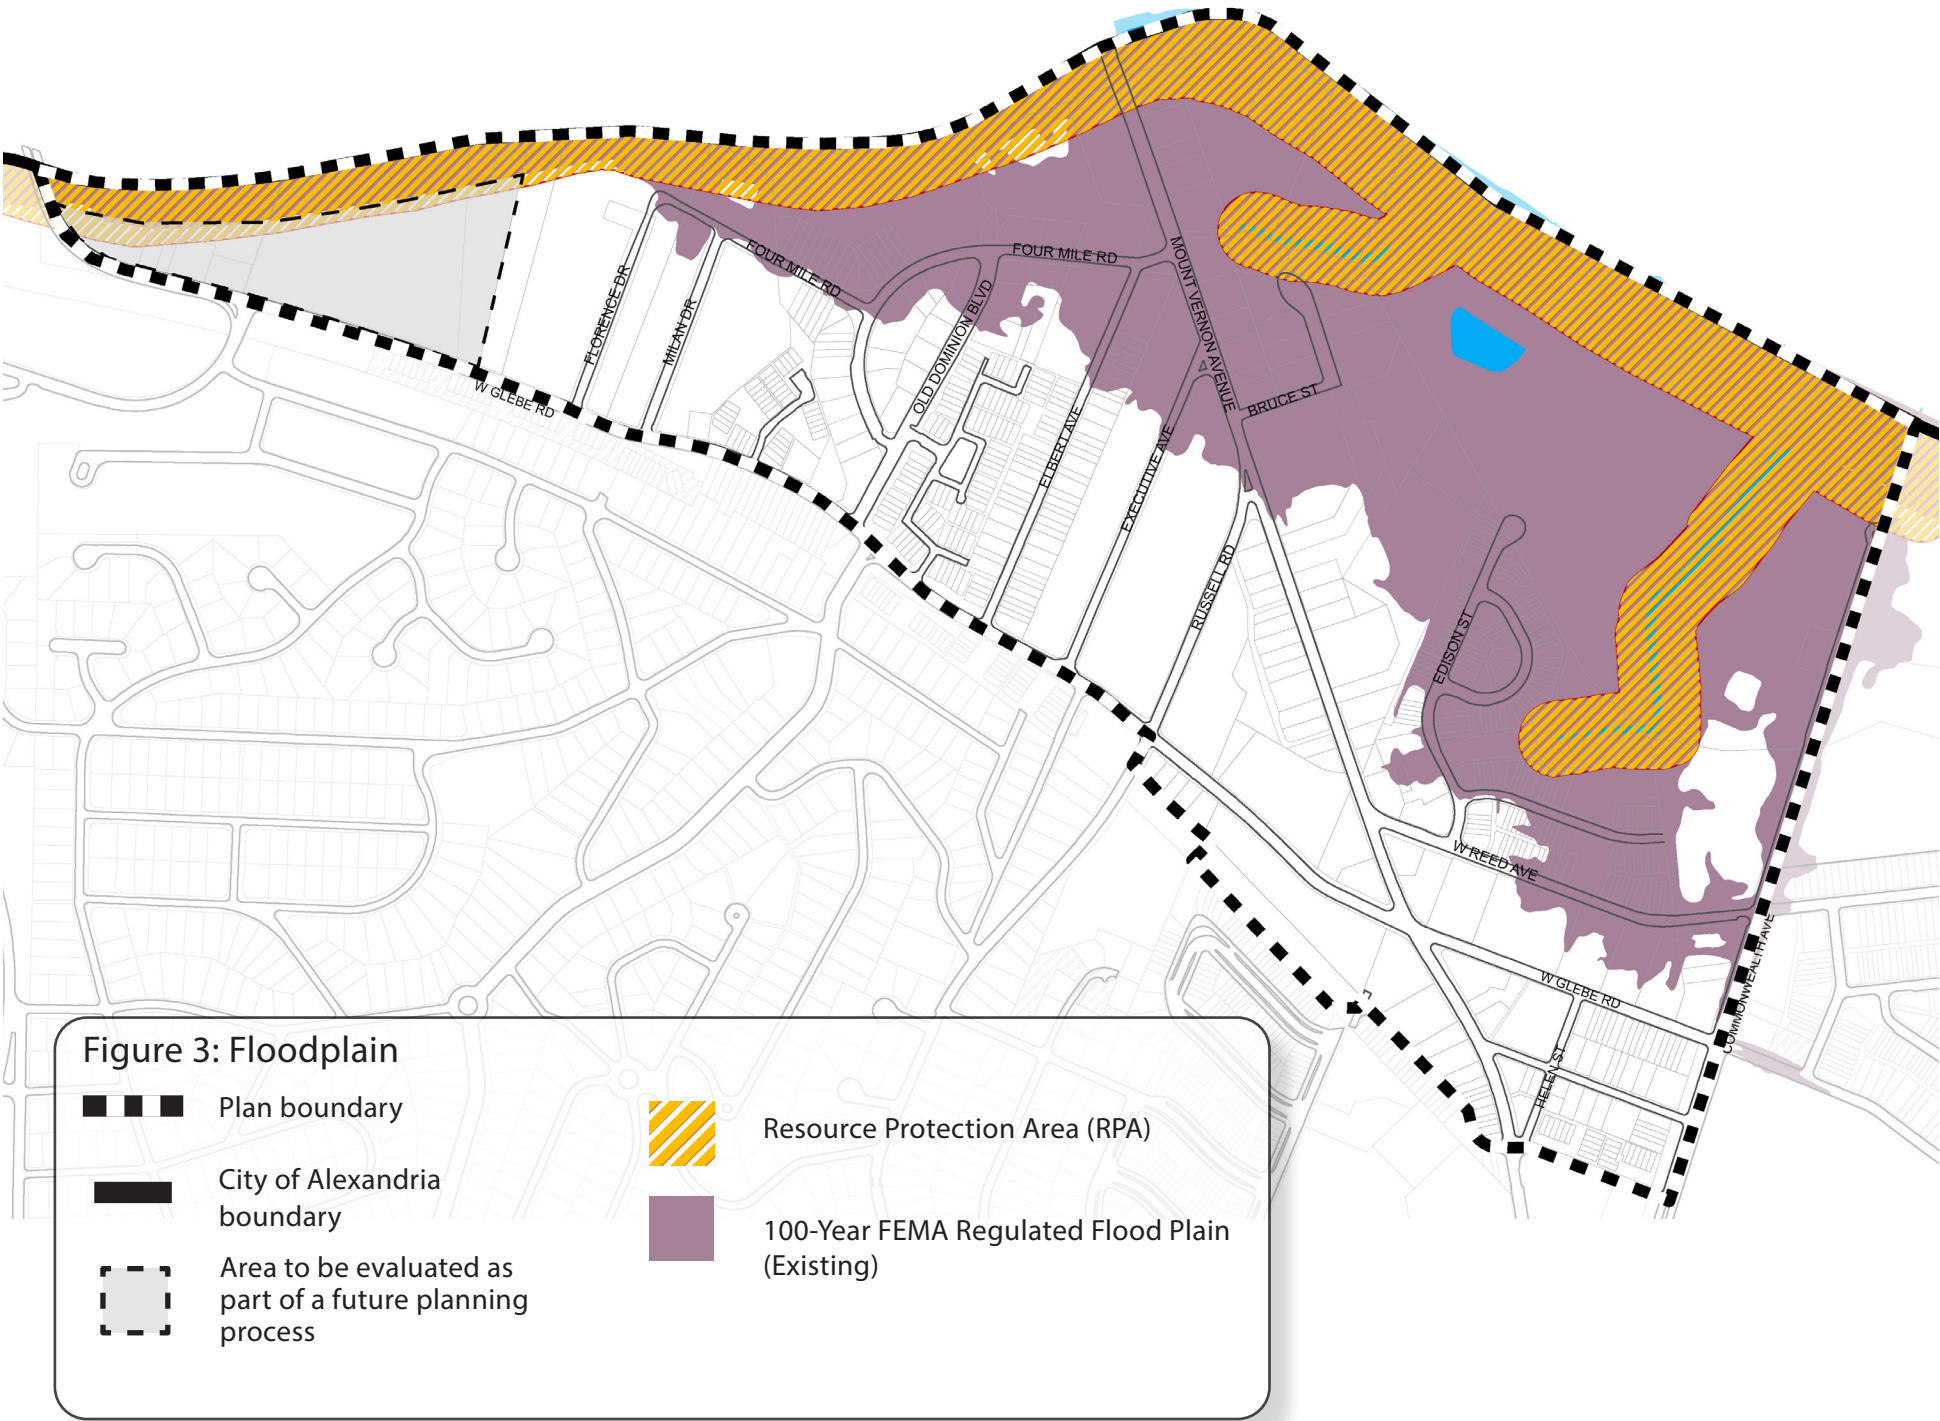 FOUR MILE RD
FOUR MILE RD
MOUNT VERNON AVENUE
FLORENCE DR
MILAN DR
OLD DOMINION BLVD
W GLEBE RD
BRUCE ST
ELBERT AVE
EXECUTIVE AVE
RUSSELL RD
EDISON ST
W REED AVE
W GLEBE RD
COMMONWEALTH AVE
HELEN ST
Figure 3: Floodplain
Plan boundary
City of Alexandria
boundary
Area to be evaluated as
part of a future planning
process
Resource Protection Area (RPA)
100-Year FEMA Regulated Flood Plain
(Existing)